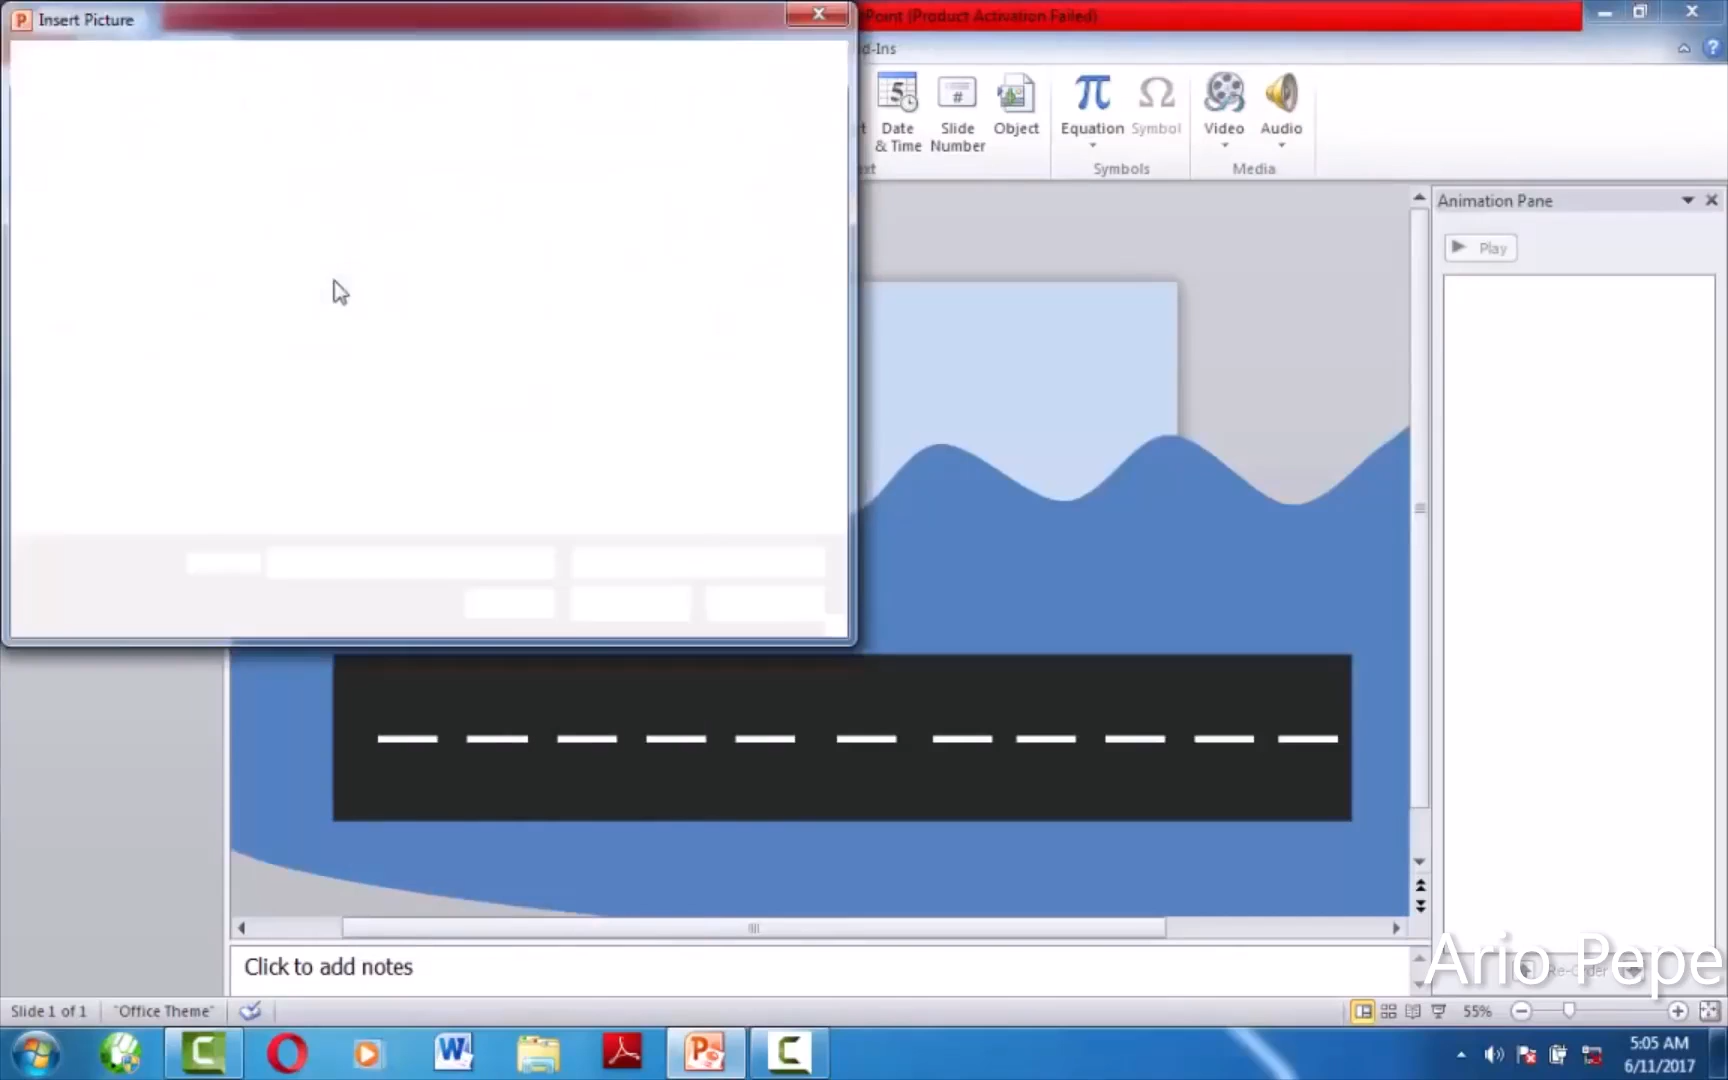 Insert Picture
Point (Product Activation Failed)
d-Ins
Date & Time
Slide Number
Object
Equation
Symbol
Video
Audio
Symbols
Media
Animation Pane
Play
Click to add notes
Re-Order
Ario Pepe
Slide 1 of 1
"Office Theme"
55%
5:05 AM
6/11/2017